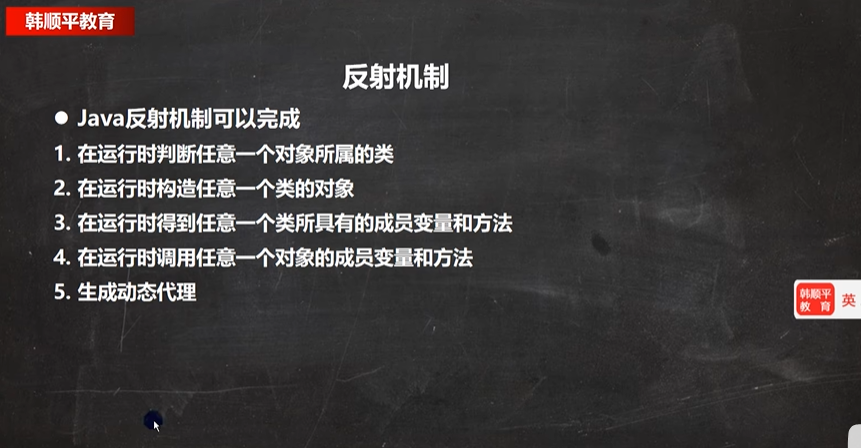 韩顺平教育
反射机制
● Java反射机制可以完成
1. 在运行时判断任意一个对象所属的类
2. 在运行时构造任意一个类的对象
3. 在运行时得到任意一个类所具有的成员变量和方法
4. 在运行时调用任意一个对象的成员变量和方法
5. 生成动态代理
韩顺平
教 育
英